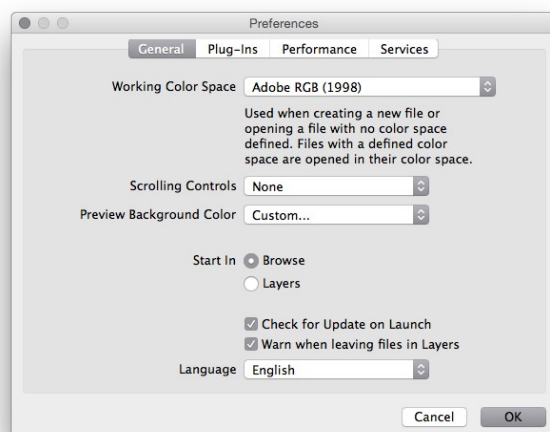 Preferences
General Plug-Ins Performance Services
Working Color Space Adobe RGB (1998)
Used when creating a new file or
opening a file with no color space
defined. Files with a defined color
space are opened in their color space.
Scrolling Controls None
Preview Background Color Custom...
Start In Browse
Layers
Check for Update on Launch
Warn when leaving files in Layers
Language English
Cancel OK